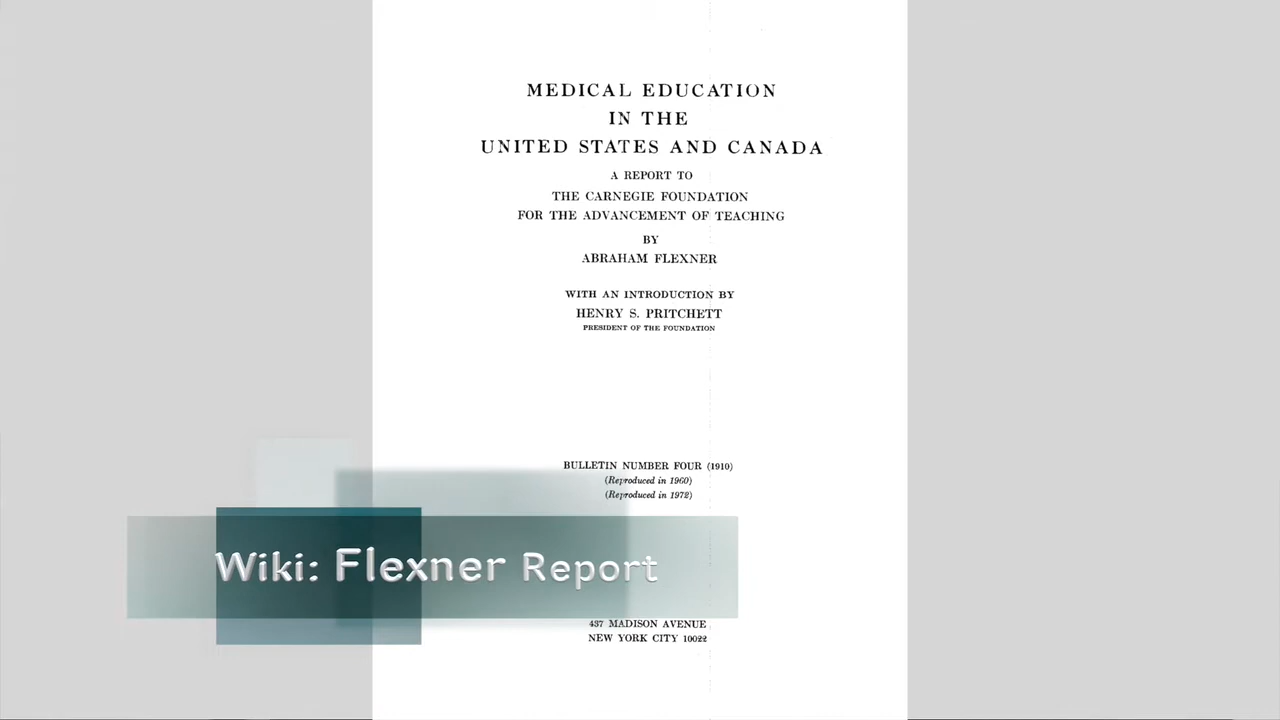 MEDICAL EDUCATION
IN THE
UNITED STATES AND CANADA
A REPORT TO
THE CARNEGIE FOUNDATION
FOR THE ADVANCEMENT OF TEACHING
BY
ABRAHAM FLEXNER
WITH AN INTRODUCTION BY
HENRY S. PRITCHETT
PRESIDENT OF THE FOUNDATION
BULLETIN NUMBER FOUR (1910)
(Reproduced in 1960)
(Reproduced in 1972)
Wiki: Flexner Report
437 MADISON AVENUE
NEW YORK CITY 10022